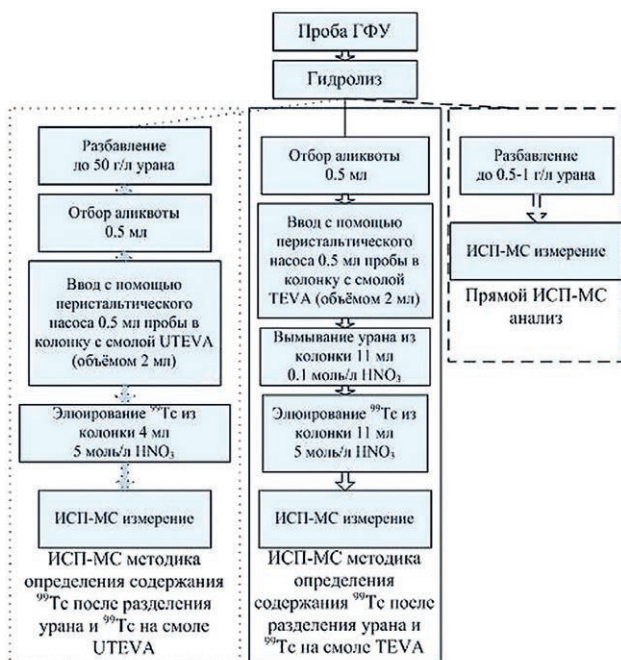 Проба ГФУ
Гидролиз
Разбавление
до 50 г/л урана
Отбор аликвоты
0.5 мл
Ввод с помощью
перистальтического
насоса 0.5 мл пробы в
колонку с смолой UTEVA
(объёмом 2 мл)
Элюирование ⁹⁹Tc из
колонки 4 мл
5 моль/л HNO₃
ИСП-МС измерение
ИСП-МС методика
определения содержания
⁹⁹Tc после разделения
урана и ⁹⁹Tc на смоле
UTEVA
Отбор аликвоты
0.5 мл
Ввод с помощью
перистальтического
насоса 0.5 мл пробы в
колонку с смолой
TEVA (объёмом 2 мл)
Вымывание урана из
колонки 11 мл
0.1 моль/л HNO₃
Элюирование ⁹⁹Tc из
колонки 11 мл
5 моль/л HNO₃
ИСП-МС измерение
ИСП-МС методика
определения
содержания ⁹⁹Tc после
разделения урана и
⁹⁹Tc на смоле TEVA
Разбавление
до 0.5-1 г/л урана
ИСП-МС измерение
Прямой ИСП-МС
анализ